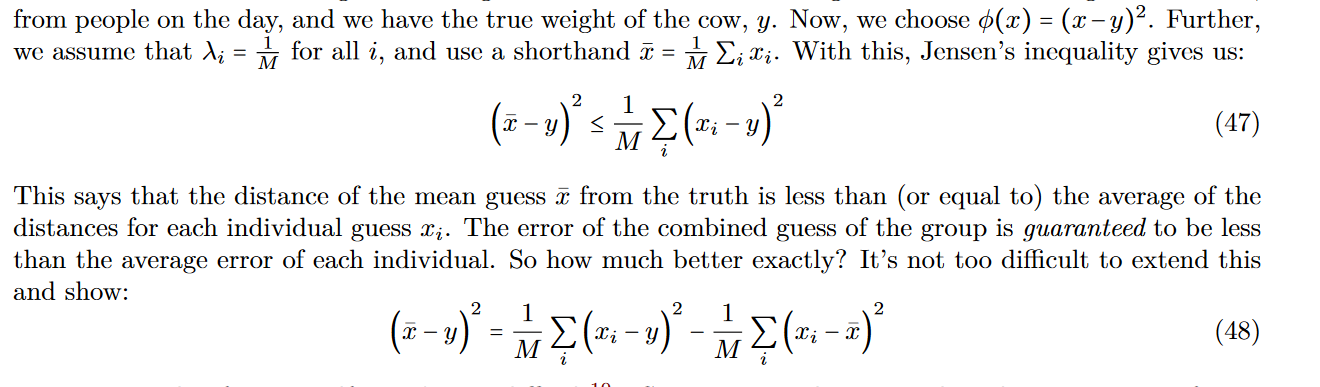 from people on the day, and we have the true weight of the cow, y. Now, we choose ϕ(x) = (x − y)². Further,
we assume that λᵢ = 1/M for all i, and use a shorthand x̄ = 1/M ∑ᵢ xᵢ. With this, Jensen's inequality gives us:
(x̄ − y)² ≤ 1/M ∑ᵢ (xᵢ − y)² (47)
This says that the distance of the mean guess x̄ from the truth is less than (or equal to) the average of the
distances for each individual guess xᵢ. The error of the combined guess of the group is guaranteed to be less
than the average error of each individual. So how much better exactly? It's not too difficult to extend this
and show:
(x̄ − y)² = 1/M ∑ᵢ (xᵢ − y)² − 1/M ∑ᵢ (xᵢ − x̄)² (48)